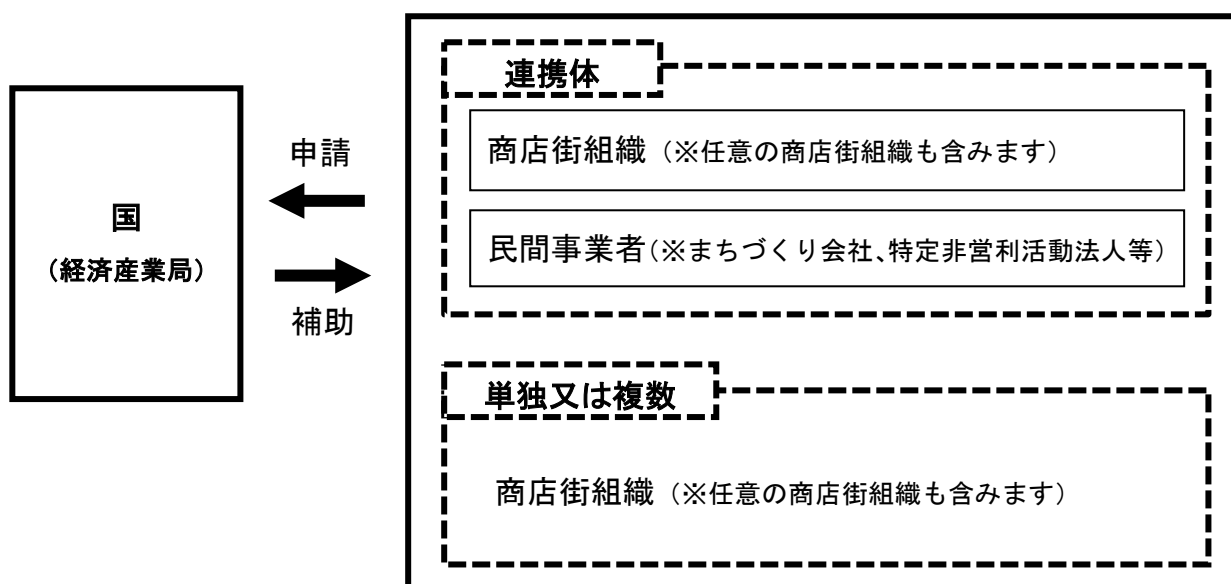 国
(経済産業局)
申請
補助
連携体
商店街組織（※任意の商店街組織も含みます）
民間事業者（※まちづくり会社、特定非営利活動法人等）
単独又は複数
商店街組織（※任意の商店街組織も含みます）